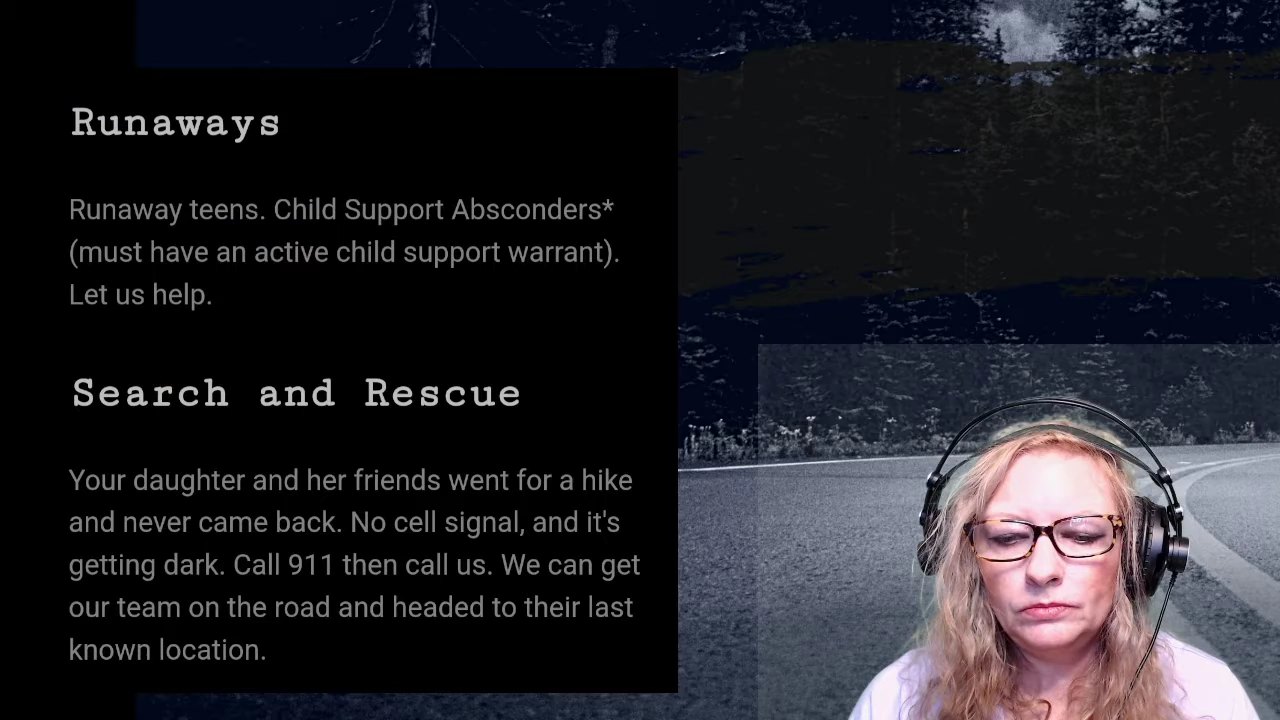 Runaways
Runaway teens. Child Support Absconders*
(must have an active child support warrant).
Let us help.
Search and Rescue
Your daughter and her friends went for a hike
and never came back. No cell signal, and it's
getting dark. Call 911 then call us. We can get
our team on the road and headed to their last
known location.